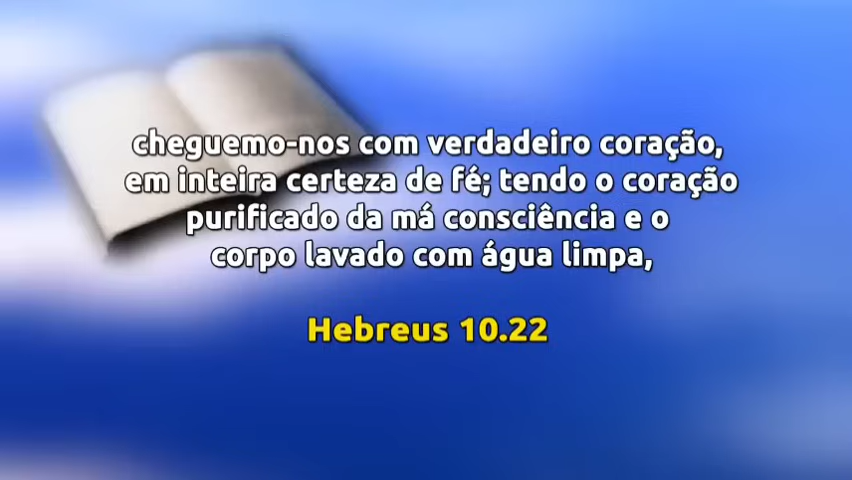 cheguemo-nos com verdadeiro coração,
em inteira certeza de fé; tendo o coração
purificado da má consciência e o
corpo lavado com água limpa,
Hebreus 10.22